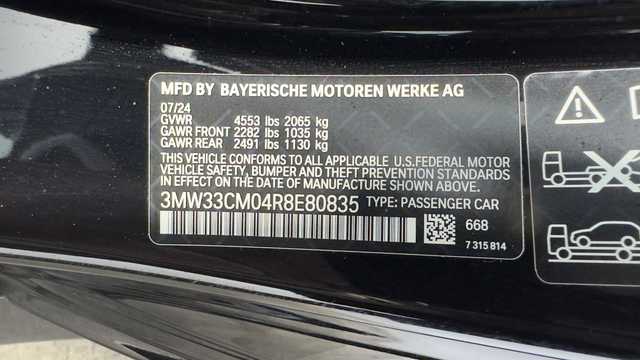 MFD BY BAYERISCHE MOTOREN WERKE AG
07/24
GVWR 4553 lbs 2065 kg
GAWR FRONT 2282 lbs 1035 kg
GAWR REAR 2491 lbs 1130 kg
THIS VEHICLE CONFORMS TO ALL APPLICABLE U.S.FEDERAL MOTOR
VEHICLE SAFETY, BUMPER AND THEFT PREVENTION STANDARDS
IN EFFECT ON THE DATE OF MANUFACTURE SHOWN ABOVE.
3MW33CM04R8E80835 TYPE: PASSENGER CAR
668
7 315 814